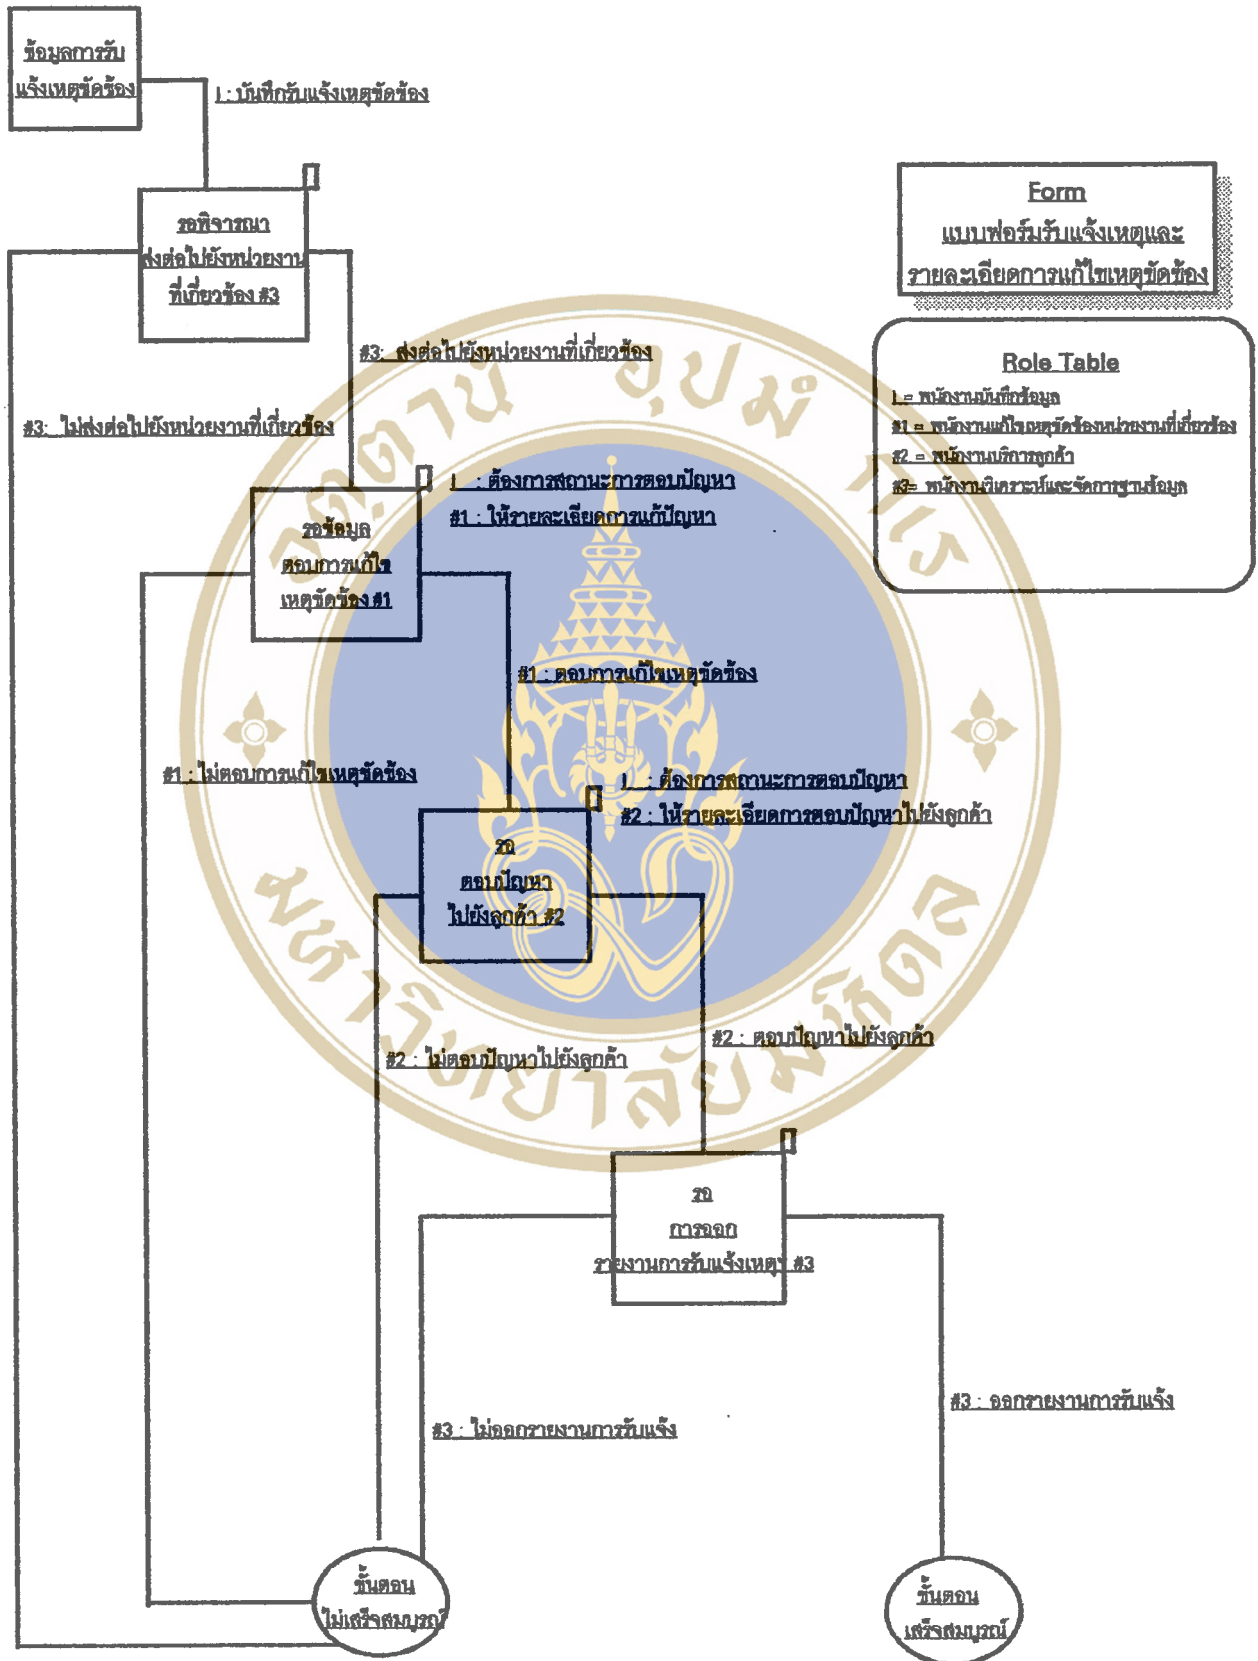 ข้อมูลการรับ
แจ้งเหตุขัดข้อง
I : บันทึกรับแจ้งเหตุขัดข้อง
รอพิจารณา
ส่งต่อไปยังหน่วยงาน
ที่เกี่ยวข้อง #3
Form
แบบฟอร์มรับแจ้งเหตุและ
รายละเอียดการแก้ไขเหตุขัดข้อง
#3: ส่งต่อไปยังหน่วยงานที่เกี่ยวข้อง
Role Table
I = พนักงานบันทึกข้อมูล
#1 = พนักงานแก้ไขเหตุขัดข้องหน่วยงานที่เกี่ยวข้อง
#2 = พนักงานบริการลูกค้า
#3= พนักงานวิเคราะห์และจัดการฐานข้อมูล
#3: ไม่ส่งต่อไปยังหน่วยงานที่เกี่ยวข้อง
I : ต้องการสถานะการตอบปัญหา
#1 : ให้รายละเอียดการแก้ปัญหา
รอข้อมูล
ตอบการแก้ไข
เหตุขัดข้อง #1
#1 : ตอบการแก้ไขเหตุขัดข้อง
#1 : ไม่ตอบการแก้ไขเหตุขัดข้อง
I : ต้องการสถานะการตอบปัญหา
#2 : ให้รายละเอียดการตอบปัญหาไปยังลูกค้า
รอ
ตอบปัญหา
ไปยังลูกค้า #2
#2 : ตอบปัญหาไปยังลูกค้า
#2 : ไม่ตอบปัญหาไปยังลูกค้า
รอ
การออก
รายงานการรับแจ้งเหตุฯ #3
#3 : ออกรายงานการรับแจ้ง
#3 : ไม่ออกรายงานการรับแจ้ง
ขั้นตอน
ไม่เสร็จสมบูรณ์
ขั้นตอน
เสร็จสมบูรณ์
อตฺตานํ อุปมํ กเร
มหาวิทยาลัยมหิดล